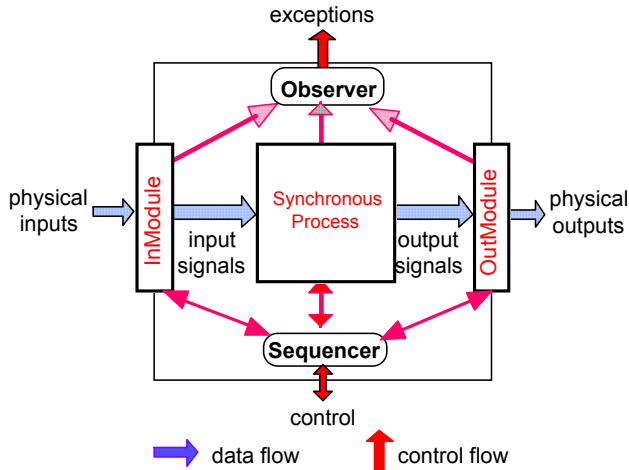 exceptions
Observer
physical
inputs
InModule
input
signals
Synchronous
Process
output
signals
OutModule
physical
outputs
Sequencer
control
data flow
control flow